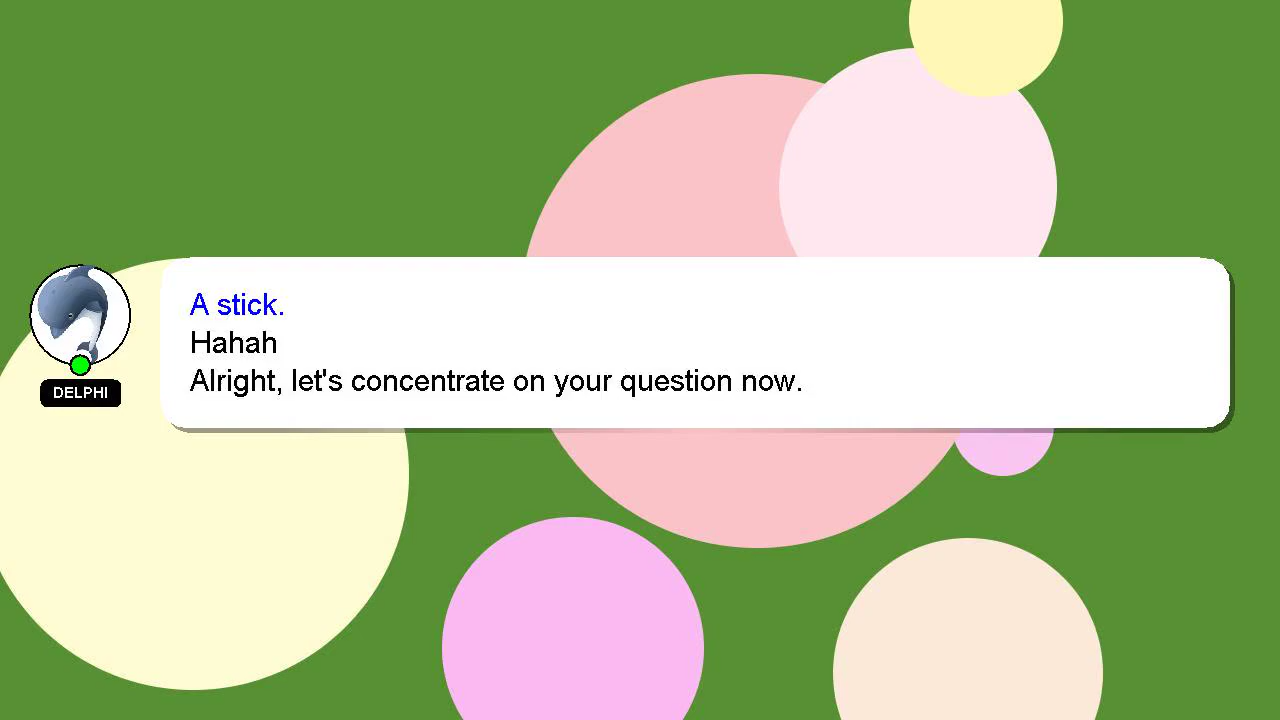 A stick.
Hahah
Alright, let's concentrate on your question now.
DELPHI